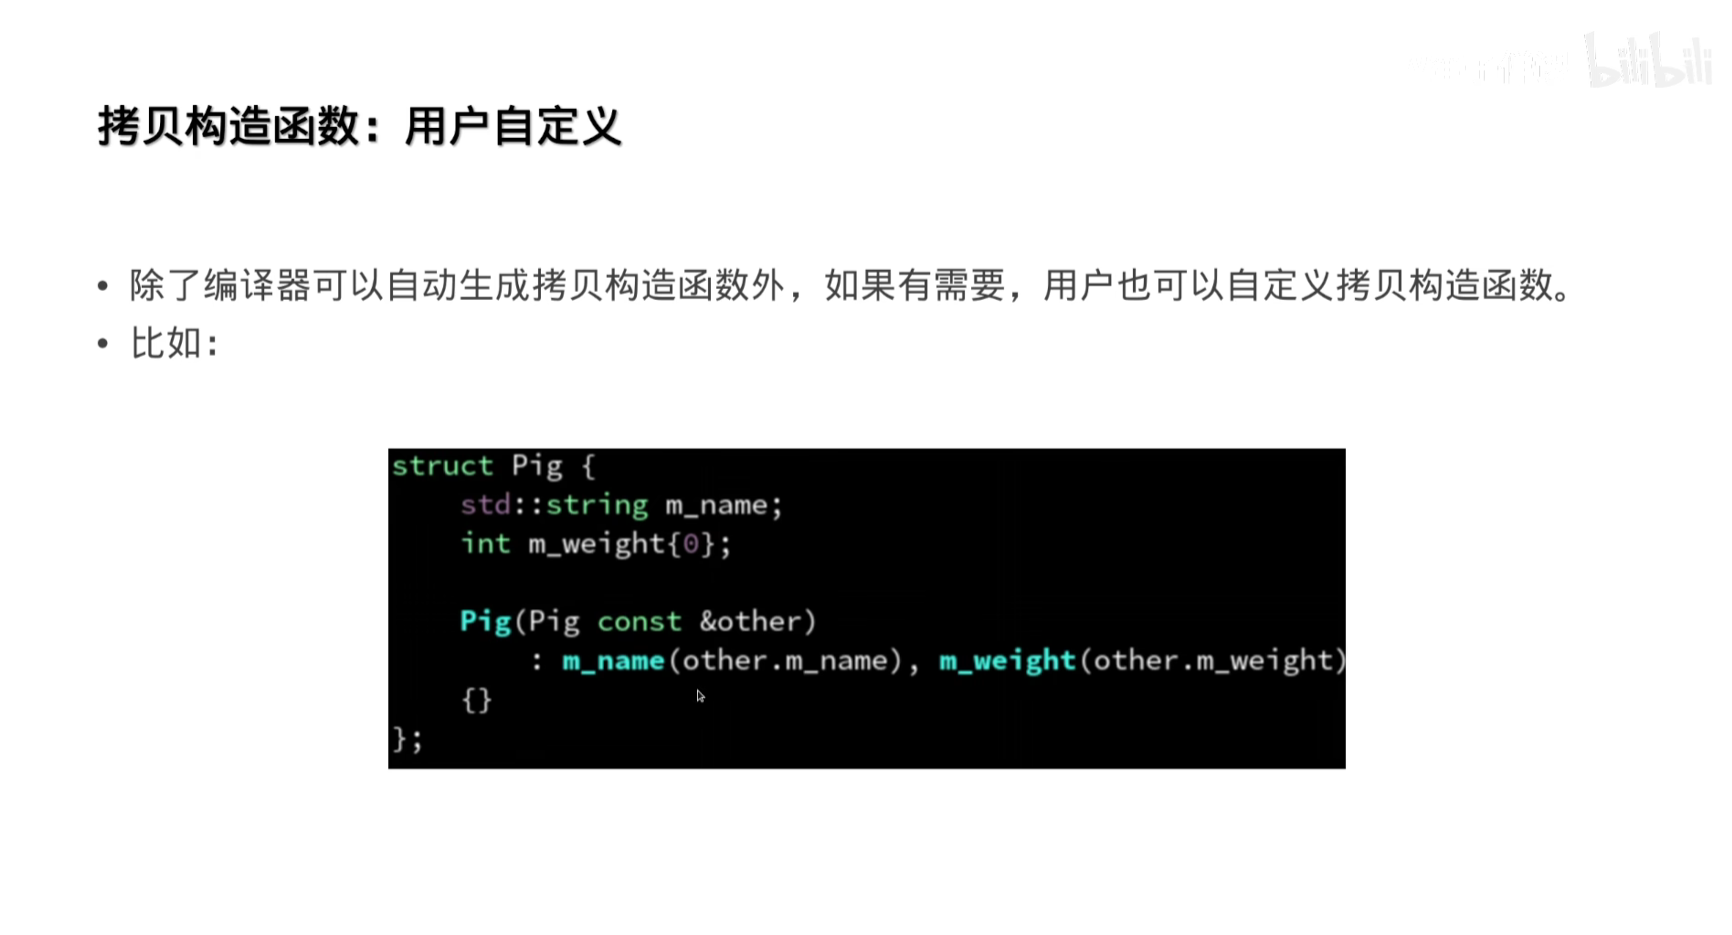 bilibili
拷贝构造函数：用户自定义
• 除了编译器可以自动生成拷贝构造函数外，如果有需要，用户也可以自定义拷贝构造函数。
• 比如：
struct Pig {
    std::string m_name;
    int m_weight{0};

    Pig(Pig const &other)
        : m_name(other.m_name), m_weight(other.m_weight)
    {}
};